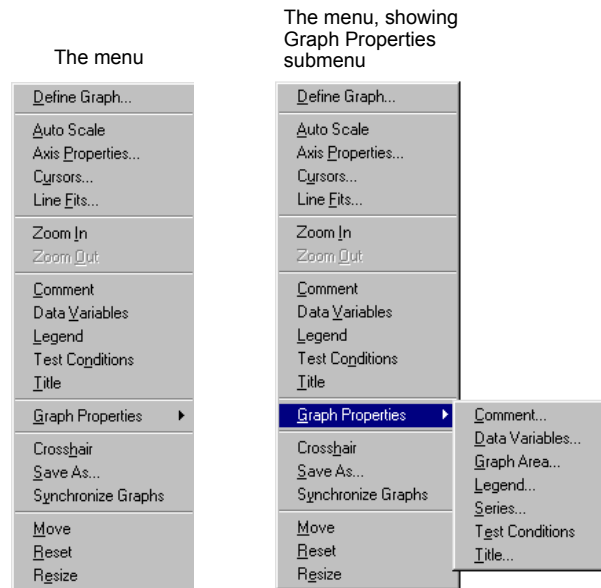 The menu
Define Graph...
Auto Scale
Axis Properties...
Cursors...
Line Fits...
Zoom In
Zoom Out
Comment
Data Variables
Legend
Test Conditions
Title
Graph Properties
Crosshair
Save As...
Synchronize Graphs
Move
Reset
Resize
The menu, showing
Graph Properties
submenu
Define Graph...
Auto Scale
Axis Properties...
Cursors...
Line Fits...
Zoom In
Zoom Out
Comment
Data Variables
Legend
Test Conditions
Title
Graph Properties
Crosshair
Save As...
Synchronize Graphs
Move
Reset
Resize
Comment...
Data Variables...
Graph Area...
Legend...
Series...
Test Conditions
Title...